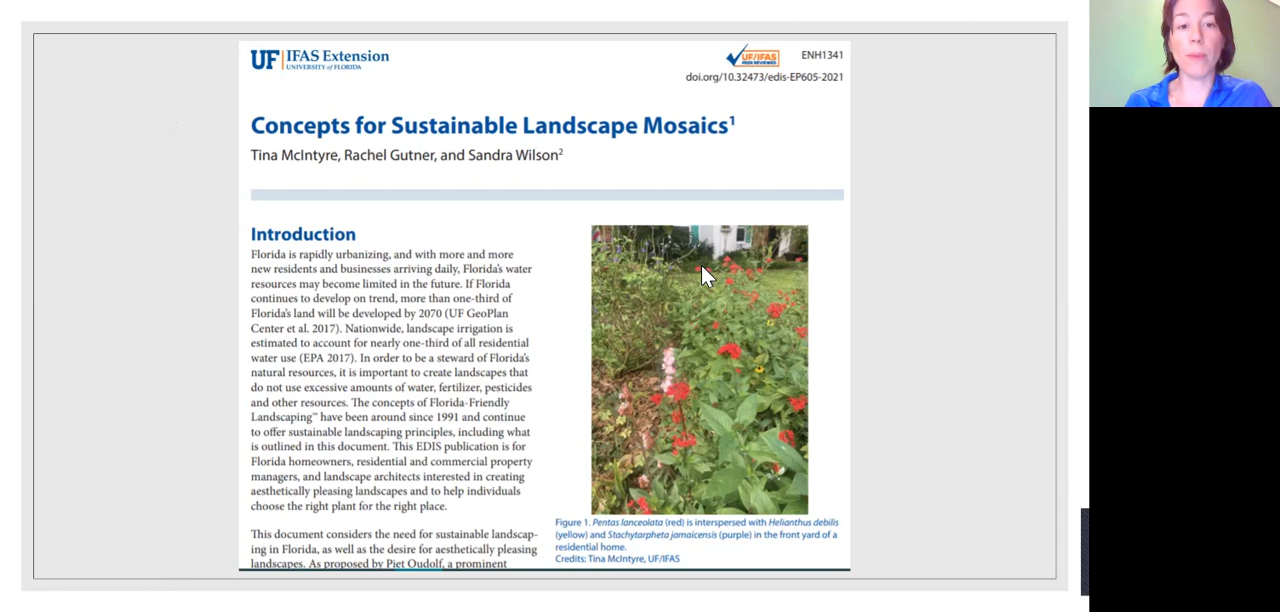 UF IFAS Extension
UNIVERSITY of FLORIDA
UF/IFAS
PEER REVIEWED
ENH1341
doi.org/10.32473/edis-EP605-2021
Concepts for Sustainable Landscape Mosaics1
Tina McIntyre, Rachel Gutner, and Sandra Wilson2
Introduction
Florida is rapidly urbanizing, and with more and more
new residents and businesses arriving daily, Florida's water
resources may become limited in the future. If Florida
continues to develop on trend, more than one-third of
Florida's land will be developed by 2070 (UF GeoPlan
Center et al. 2017). Nationwide, landscape irrigation is
estimated to account for nearly one-third of all residential
water use (EPA 2017). In order to be a steward of Florida's
natural resources, it is important to create landscapes that
do not use excessive amounts of water, fertilizer, pesticides
and other resources. The concepts of Florida-Friendly
Landscaping™ have been around since 1991 and continue
to offer sustainable landscaping principles, including what
is outlined in this document. This EDIS publication is for
Florida homeowners, residential and commercial property
managers, and landscape architects interested in creating
aesthetically pleasing landscapes and to help individuals
choose the right plant for the right place.
This document considers the need for sustainable landscap-
ing in Florida, as well as the desire for aesthetically pleasing
landscapes. As proposed by Piet Oudolf, a prominent
Figure 1. Pentas lanceolata (red) is interspersed with Helianthus debilis
(yellow) and Stachytarpheta jamaicensis (purple) in the front yard of a
residential home.
Credits: Tina McIntyre, UF/IFAS